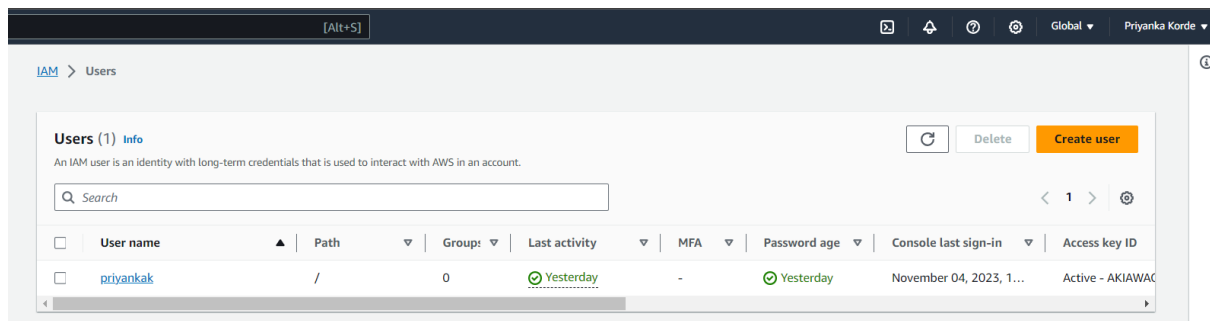 [Alt+S] Global Priyanka Korde
IAM > Users
Users (1) Info
Delete Create user
An IAM user is an identity with long-term credentials that is used to interact with AWS in an account.
Search
1
User name Path Groups Last activity MFA Password age Console last sign-in Access key ID
priyankak / 0 Yesterday - Yesterday November 04, 2023, 1... Active - AKIAWAC